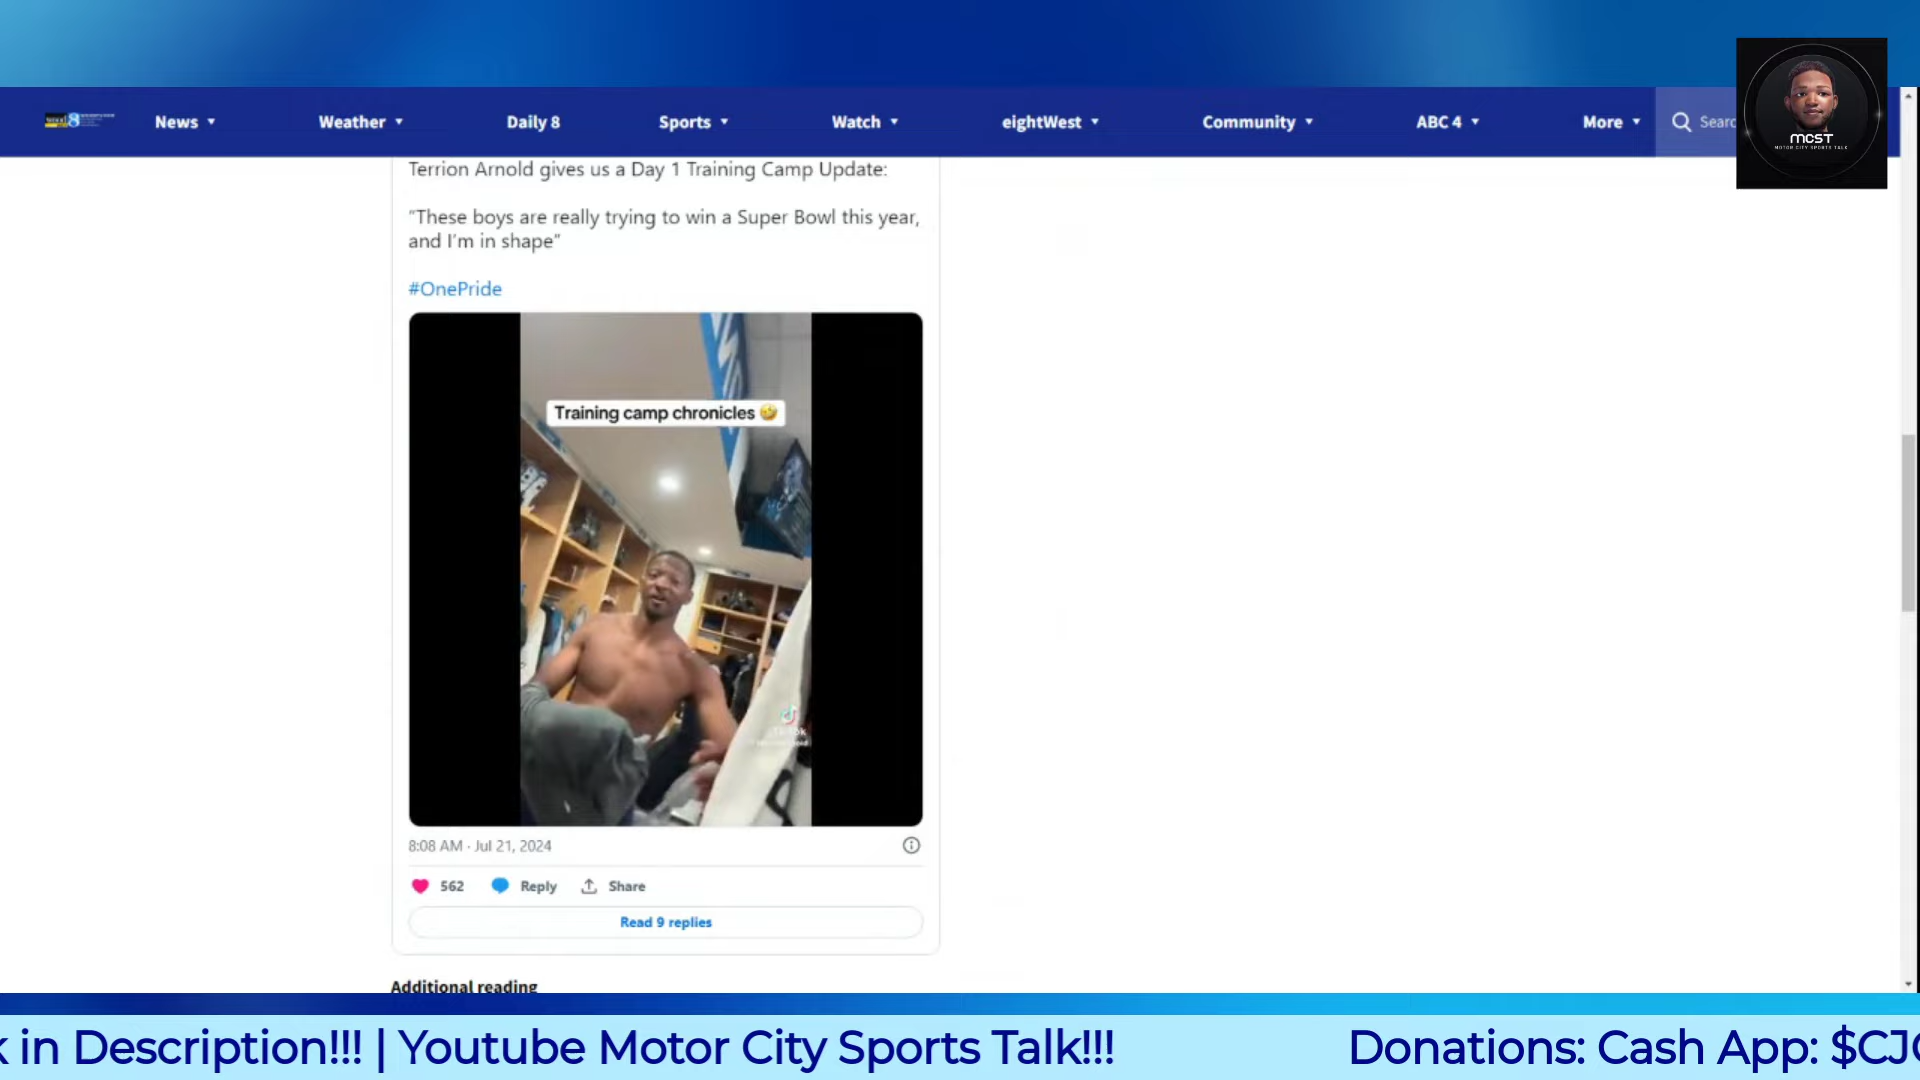 News
Weather
Daily 8
Sports
Watch
eightWest
Community
ABC 4
More
MCST
MOTOR CITY SPORTS TALK
Terrion Arnold gives us a Day 1 Training Camp Update:
"These boys are really trying to win a Super Bowl this year,
and I'm in shape"
#OnePride
Training camp chronicles 🤣
TikTok
8:08 AM · Jul 21, 2024
562 Reply Share
Read 9 replies
Additional reading
in Description!!! | Youtube Motor City Sports Talk!!! Donations: Cash App: